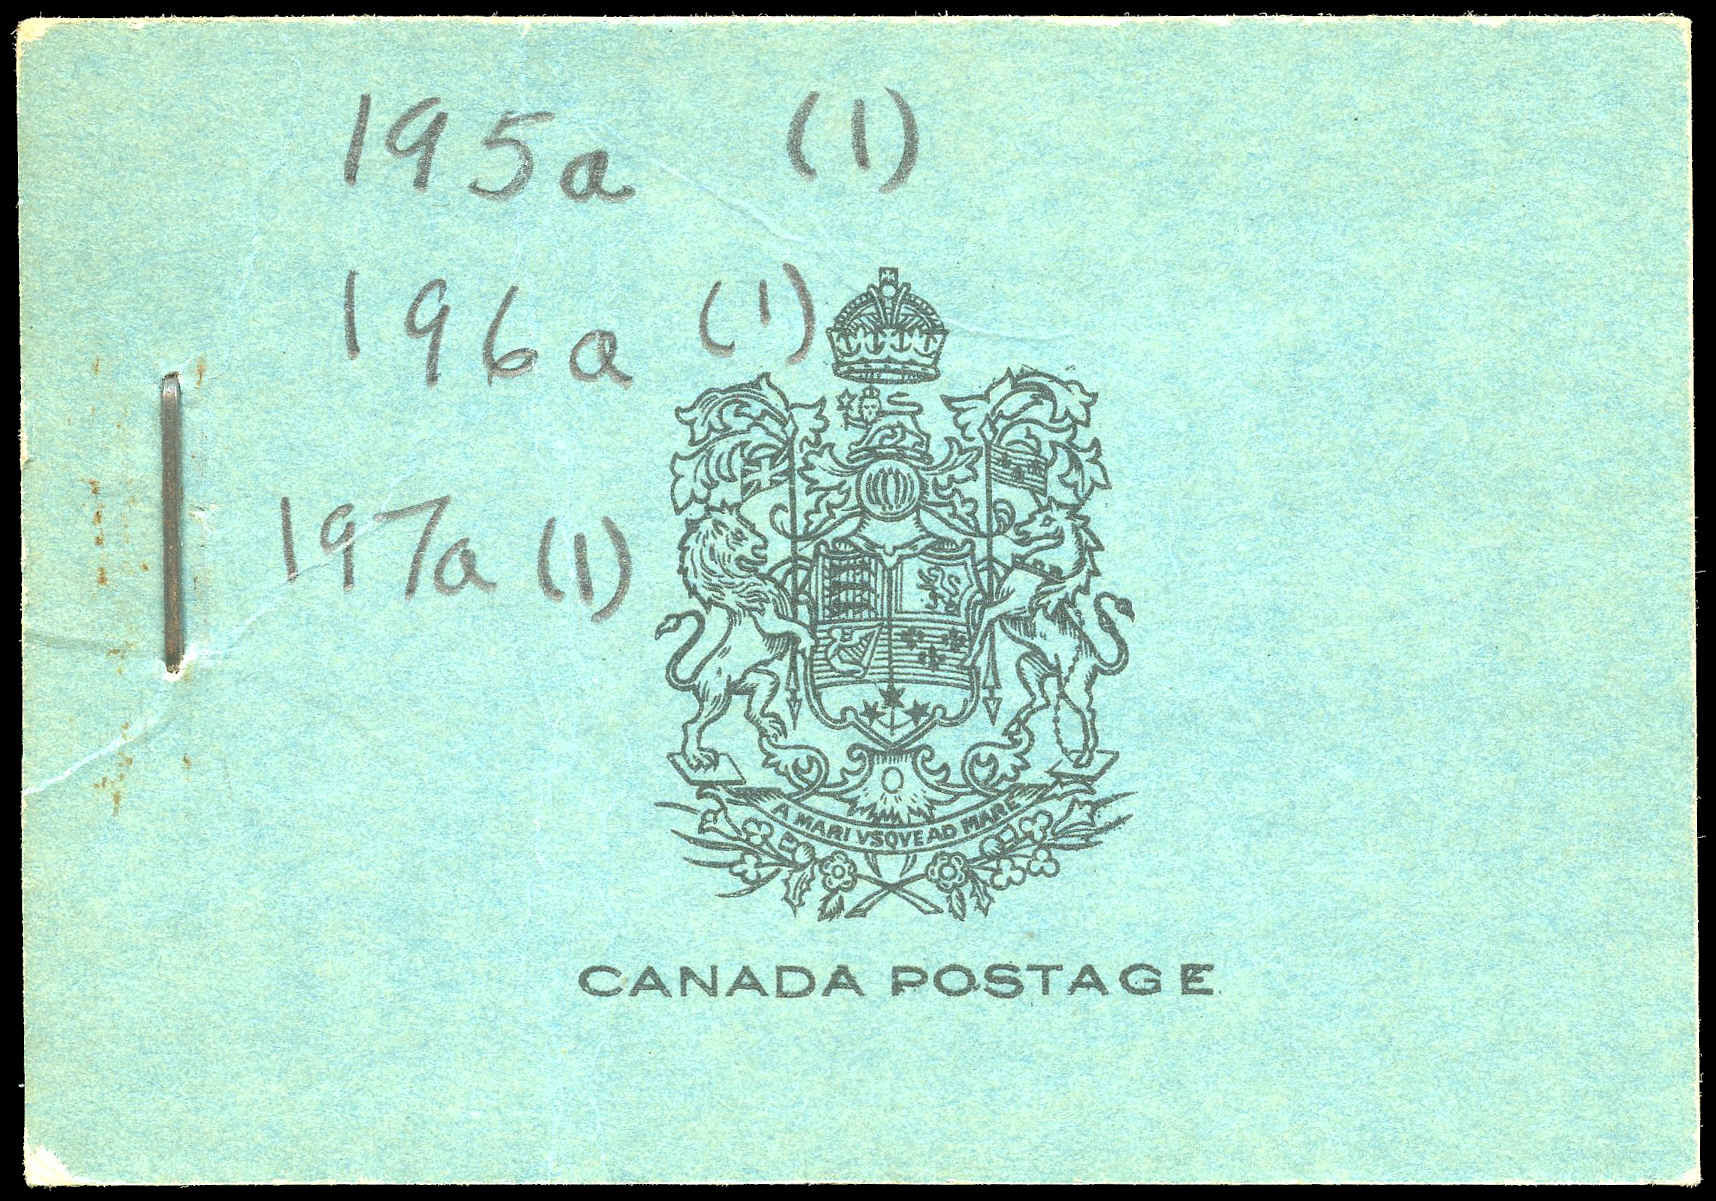 195a (1)
196a (1)
197a (1)
A MARI VSQVE AD MARE
CANADA POSTAGE